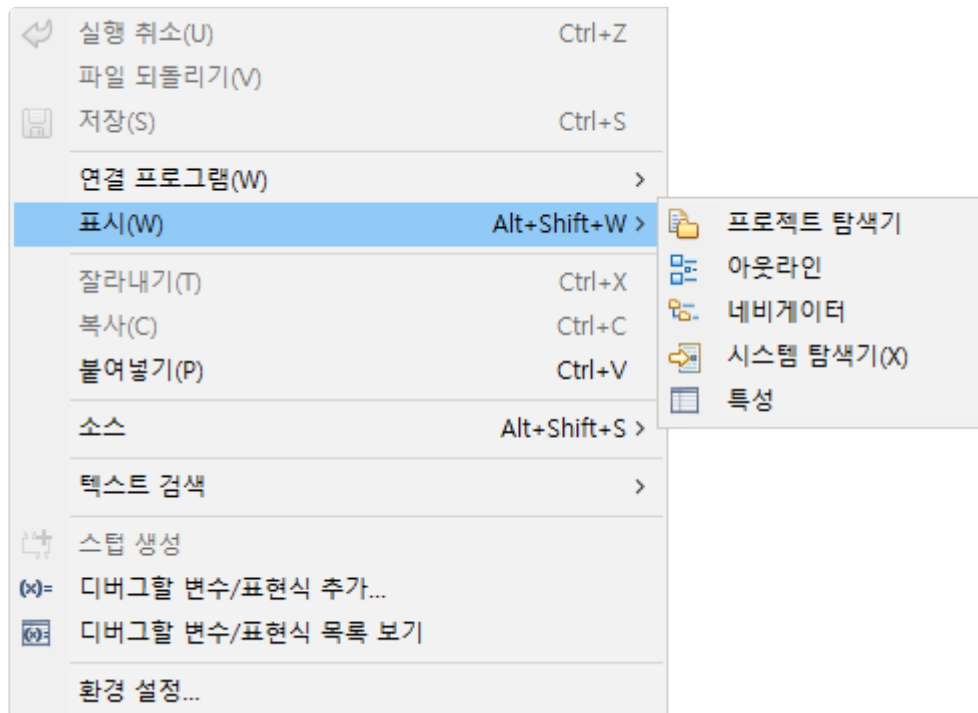 실행 취소(U) Ctrl+Z
파일 되돌리기(V)
저장(S) Ctrl+S
연결 프로그램(W)
표시(W) Alt+Shift+W
프로젝트 탐색기
아웃라인
네비게이터
시스템 탐색기(X)
특성
잘라내기(T) Ctrl+X
복사(C) Ctrl+C
붙여넣기(P) Ctrl+V
소스 Alt+Shift+S
텍스트 검색
스텁 생성
(x)= 디버그할 변수/표현식 추가...
(x)= 디버그할 변수/표현식 목록 보기
환경 설정...